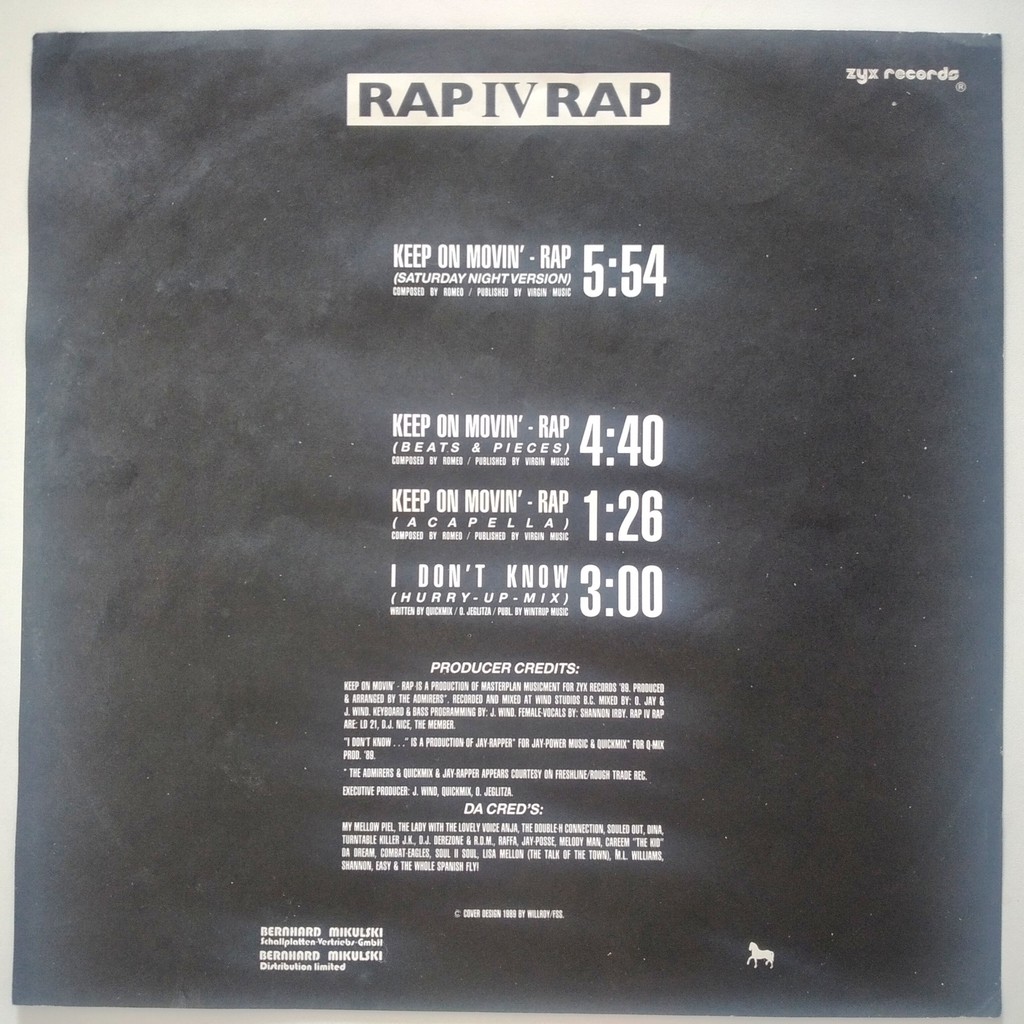 RAP IV RAP
zyx records
®
KEEP ON MOVIN' - RAP 5:54
(SATURDAY NIGHT VERSION)
COMPOSED BY ROMEO / PUBLISHED BY VIRGIN MUSIC
KEEP ON MOVIN' - RAP 4:40
(BEATS & PIECES)
COMPOSED BY ROMEO / PUBLISHED BY VIRGIN MUSIC
KEEP ON MOVIN' - RAP 1:26
(ACAPELLA)
COMPOSED BY ROMEO / PUBLISHED BY VIRGIN MUSIC
I DON'T KNOW 3:00
(HURRY-UP-MIX)
WRITTEN BY QUICKMIX / O. JEGLITZA / PUBL. BY WINTRUP MUSIC
PRODUCER CREDITS:
KEEP ON MOVIN' - RAP IS A PRODUCTION OF MASTERPLAN MUSICMENT FOR ZYX RECORDS '89. PRODUCED
& ARRANGED BY THE ADMIRERS*. RECORDED AND MIXED AT WIND STUDIOS B.C. MIXED BY: O. JAY &
J. WIND. KEYBOARD & BASS PROGRAMMING BY: J. WIND. FEMALE-VOCALS BY: SHANNON IRBY. RAP IV RAP
ARE: LD 21, D.J. NICE, THE MEMBER.
"I DON'T KNOW . . ." IS A PRODUCTION OF JAY-RAPPER* FOR JAY-POWER MUSIC & QUICKMIX* FOR Q-MIX
PROD. '89.
* THE ADMIRERS & QUICKMIX & JAY-RAPPER APPEARS COURTESY ON FRESHLINE/ROUGH TRADE REC.
EXECUTIVE PRODUCER: J. WIND, QUICKMIX, O. JEGLITZA.
DA CRED'S:
MY MELLOW PIEL, THE LADY WITH THE LOVELY VOICE ANJA, THE DOUBLE-H CONNECTION, SOULED OUT, DINA,
TURNTABLE KILLER J.K., D.J. DEREZONE & R.D.M., RAFFA, JAY-POSSE, MELODY MAN, CAREEM "THE KID"
DA DREAM, COMBAT-EAGLES, SOUL II SOUL, LISA MELLON (THE TALK OF THE TOWN), M.L. WILLIAMS,
SHANNON, EASY & THE WHOLE SPANISH FLY!
© COVER DESIGN 1989 BY WILLROY/FGS.
BERNHARD MIKULSKI
Schallplatten-Vertriebs-GmbH
BERNHARD MIKULSKI
Distribution limited